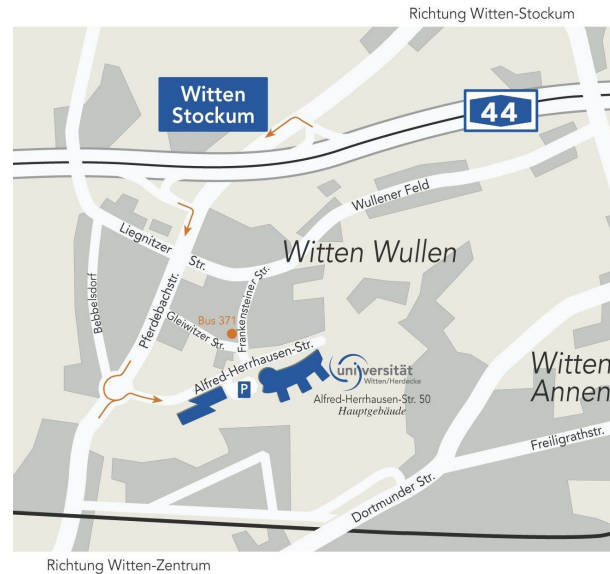 Richtung Witten-Stockum
Witten
Stockum
44
Wullener Feld
Liegnitzer Str.
Witten Wullen
Bebbelsdorf
Pferdebachstr.
Frankensteiner Str.
Bus 371
Gleiwitzer Str.
Alfred-Herrhausen-Str.
P
universität
Witten/Herdecke
Alfred-Herrhausen-Str. 50
Hauptgebäude
Witten
Annen
Freiligrathstr.
Dortmunder Str.
Richtung Witten-Zentrum